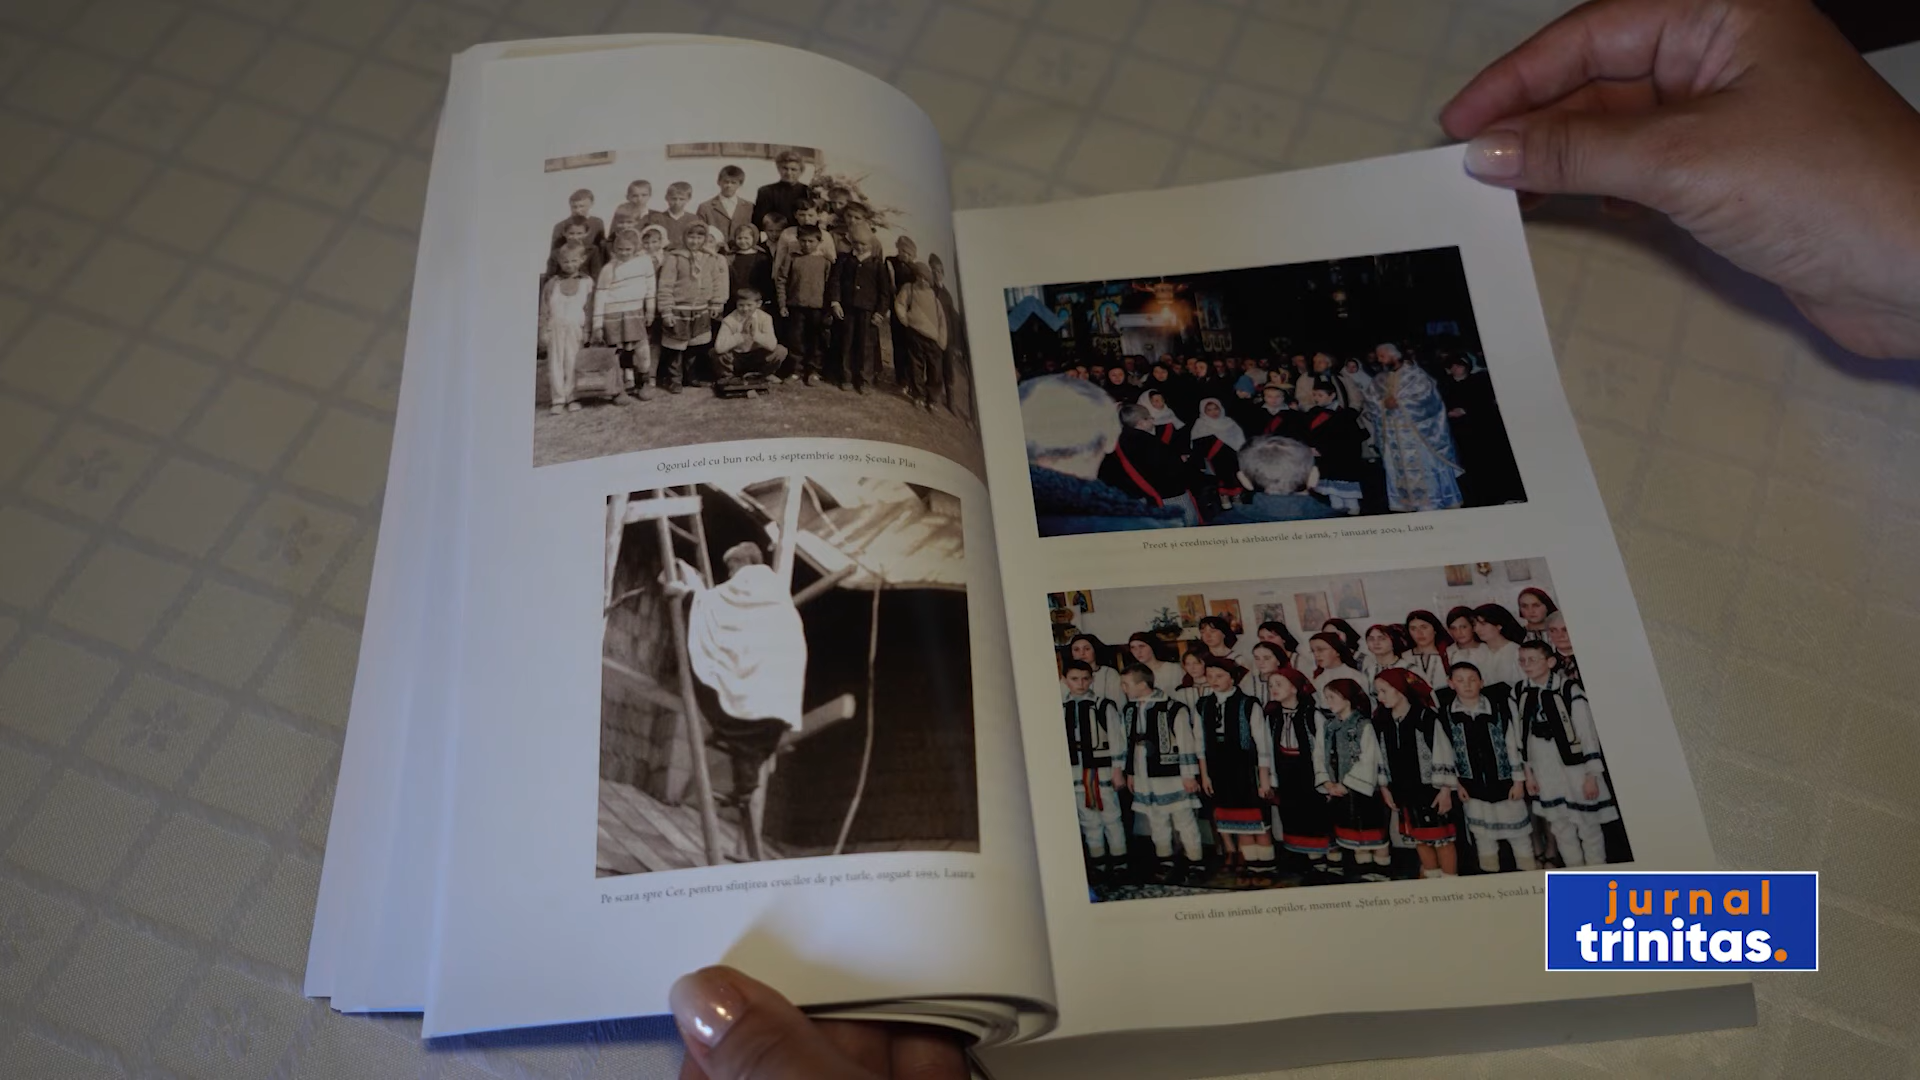 Ogorul cel cu bun rod, 15 septembrie 1992, Școala Plai
Pe scara spre Cer, pentru sfințirea crucilor de pe turle, august 1993, Laura
Preot și credincioși la sărbătorile de iarnă, 7 ianuarie 2004, Laura
Crinii din inimile copiilor, moment „Ștefan 500”, 23 martie 2004, Școala La
jurnal
trinitas.